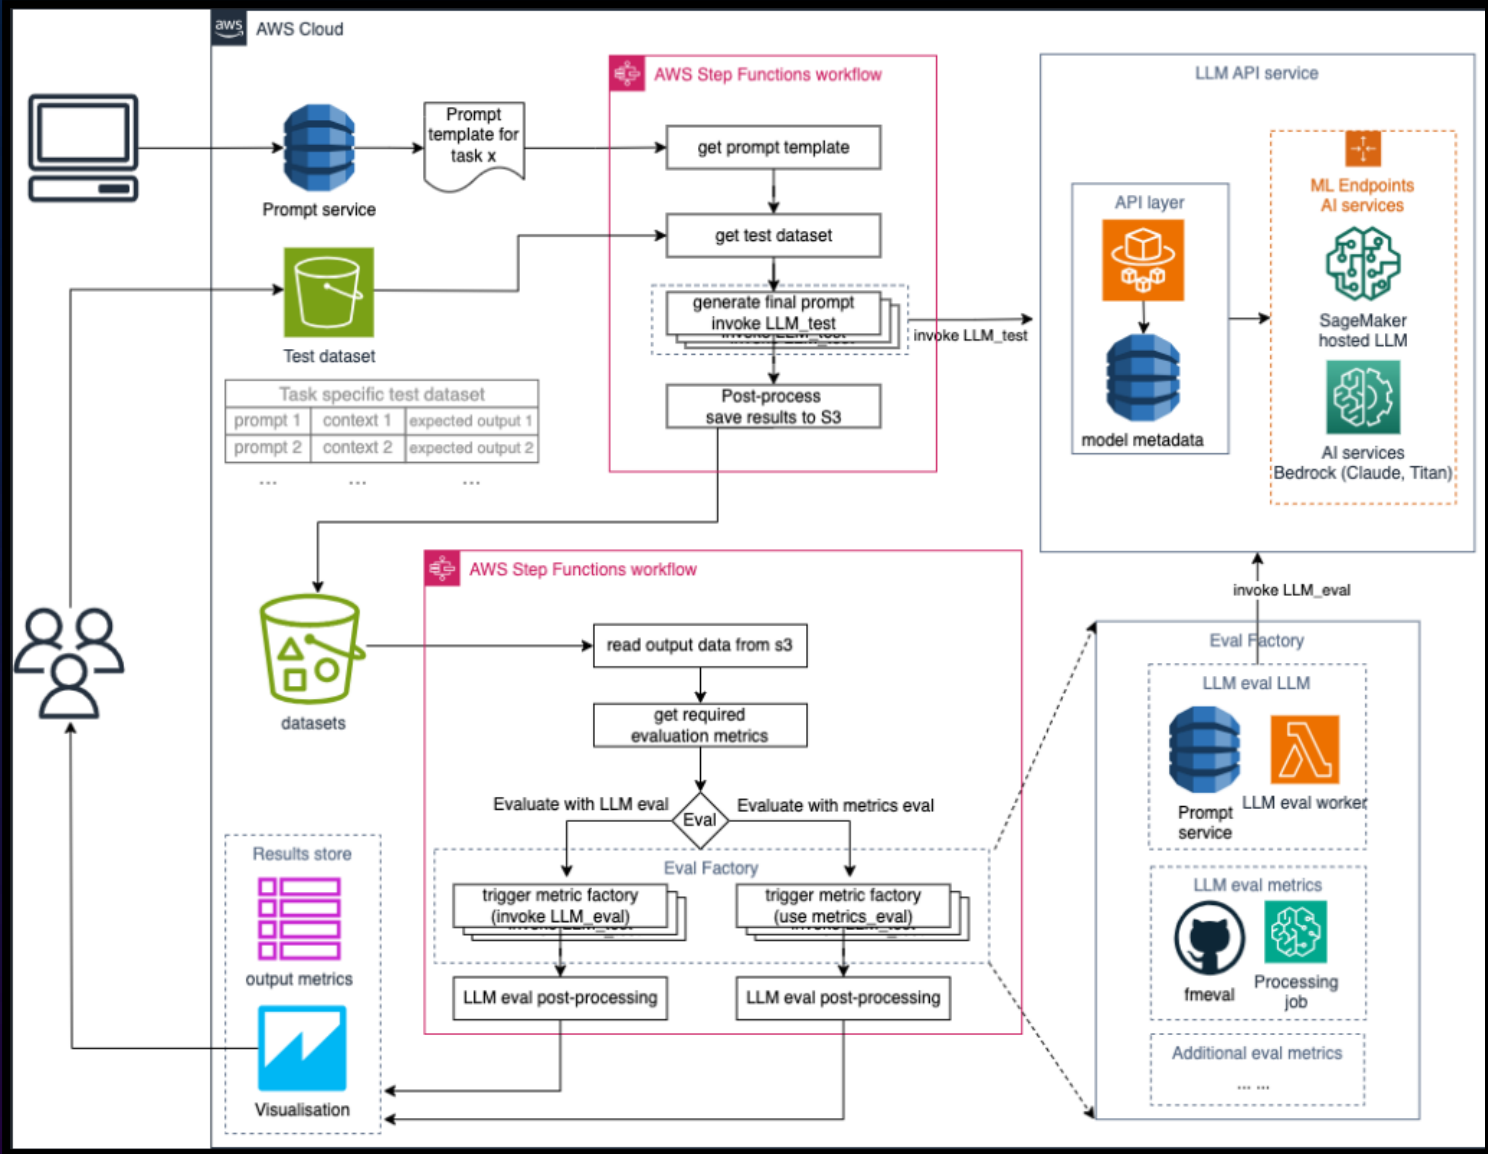 aws
AWS Cloud
AWS Step Functions workflow
LLM API service
Prompt
template for
task x
get prompt template
Prompt service
get test dataset
Test dataset
generate final prompt
invoke LLM_test
invoke LLM_test
Post-process
save results to S3
Task specific test dataset
prompt 1 context 1 expected output 1
prompt 2 context 2 expected output 2
... ... ...
API layer
model metadata
ML Endpoints
AI services
SageMaker
hosted LLM
AI services
Bedrock (Claude, Titan)
AWS Step Functions workflow
datasets
read output data from s3
get required
evaluation metrics
Evaluate with LLM eval
Eval
Evaluate with metrics eval
Eval Factory
trigger metric factory
(invoke LLM_eval)
trigger metric factory
(use metrics_eval)
LLM eval post-processing
LLM eval post-processing
Results store
output metrics
Visualisation
invoke LLM_eval
Eval Factory
LLM eval LLM
Prompt
service
LLM eval worker
LLM eval metrics
fmeval
Processing
job
Additional eval metrics
... ...